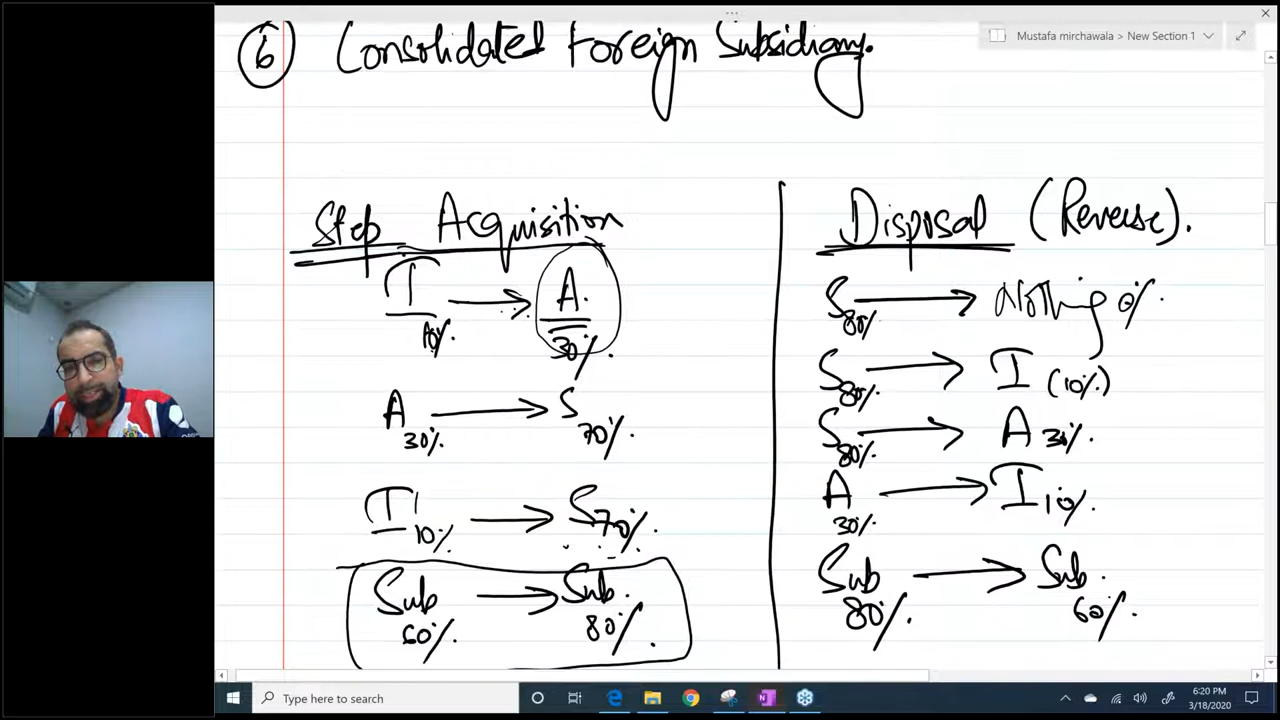 Mustafa mirchawala > New Section 1
⑥ Consolidated Foreign Subsidiary.
Step Acquisition
I 10% → A. 30%.
A 30% → S 70%.
I 10% → S 70%.
Sub 60% → Sub. 80%.
Disposal (Reverse).
S 80% → Nothing 0%.
S 80% → I (10%)
S 80% → A 30%.
A 30% → I 10%.
Sub 80% → Sub. 60%.
Type here to search
6:20 PM
3/18/2020